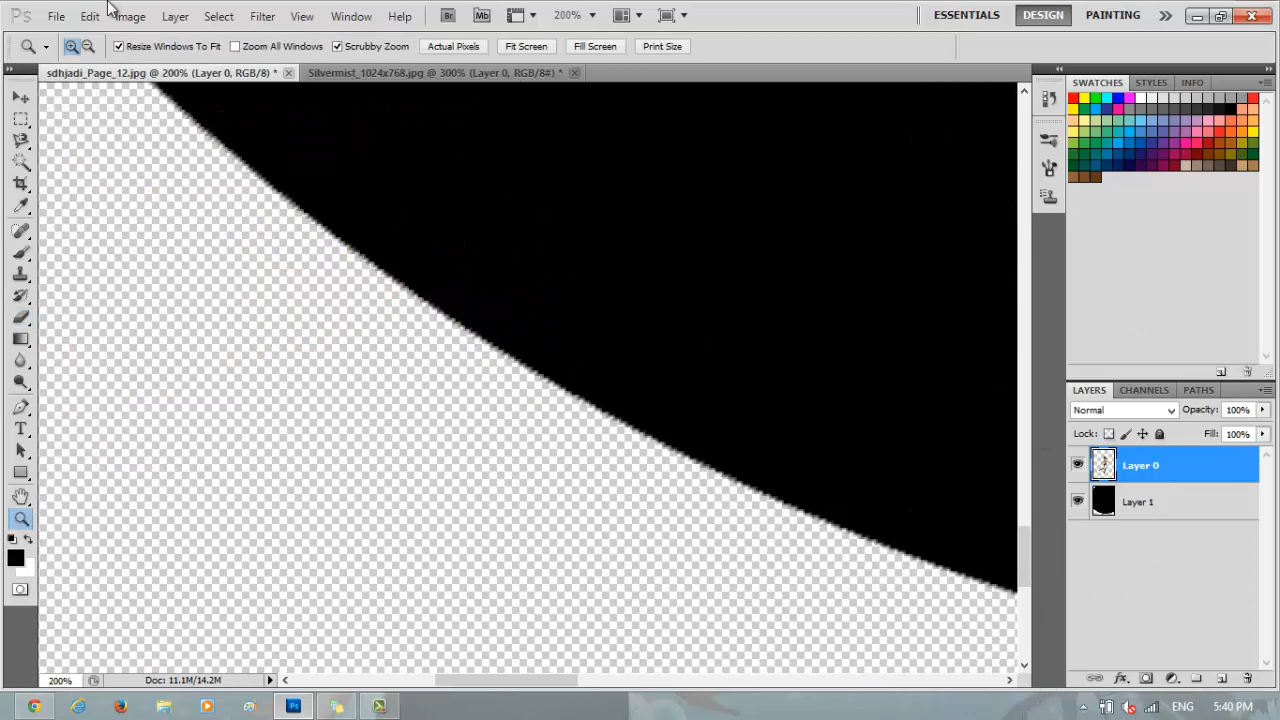 Ps File Edit Image Layer Select Filter View Window Help Br Mb 200% ESSENTIALS DESIGN PAINTING
Resize Windows To Fit Zoom All Windows Scrubby Zoom Actual Pixels Fit Screen Fill Screen Print Size
sdhjadi_Page_12.jpg @ 200% (Layer 0, RGB/8) * Silvermist_1024x768.jpg @ 300% (Layer 0, RGB/8#) *
SWATCHES STYLES INFO
LAYERS CHANNELS PATHS
Normal Opacity: 100%
Lock: Fill: 100%
Layer 0
Layer 1
T
200% Doc: 11.1M/14.2M
Ps ENG 5:40 PM